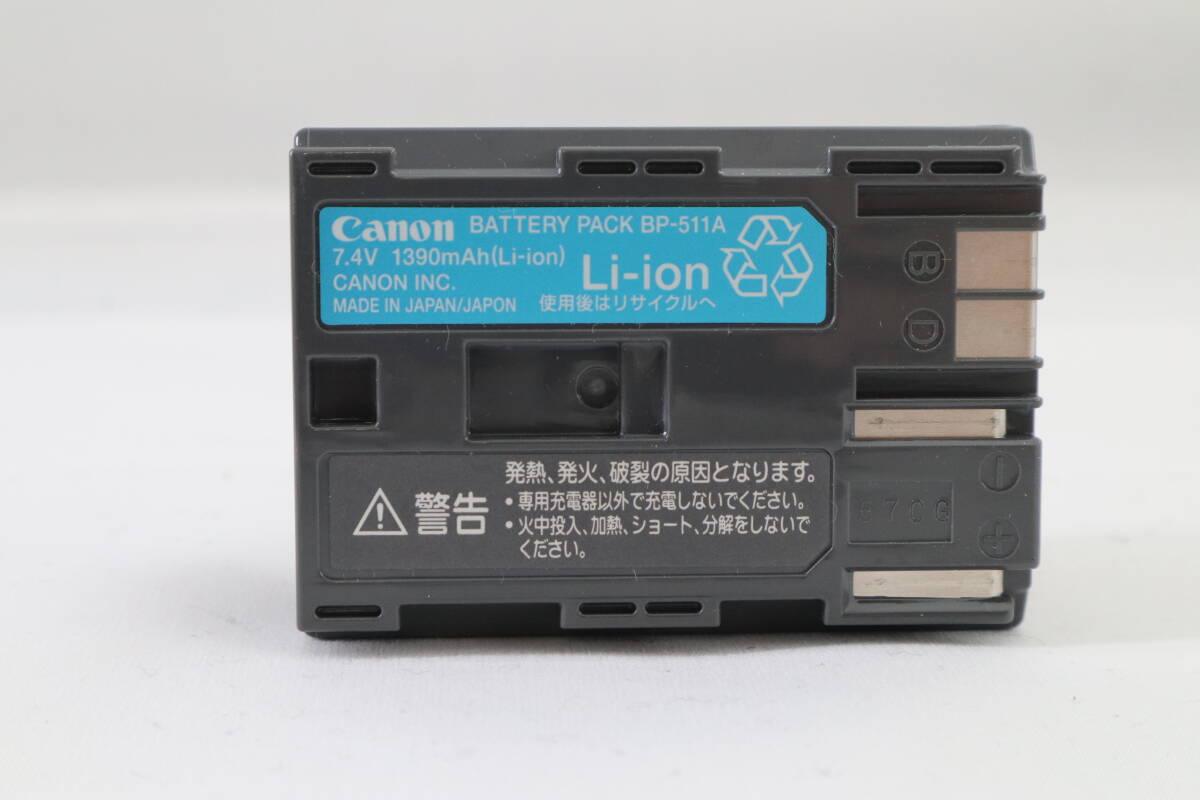 Canon BATTERY PACK BP-511A
7.4V 1390mAh(Li-ion)
CANON INC.
Li-ion
MADE IN JAPAN/JAPON 使用後はリサイクルへ
B
D
発熱、発火、破裂の原因となります。
警告
・専用充電器以外で充電しないでください。
・火中投入、加熱、ショート、分解をしないで
ください。
−
+